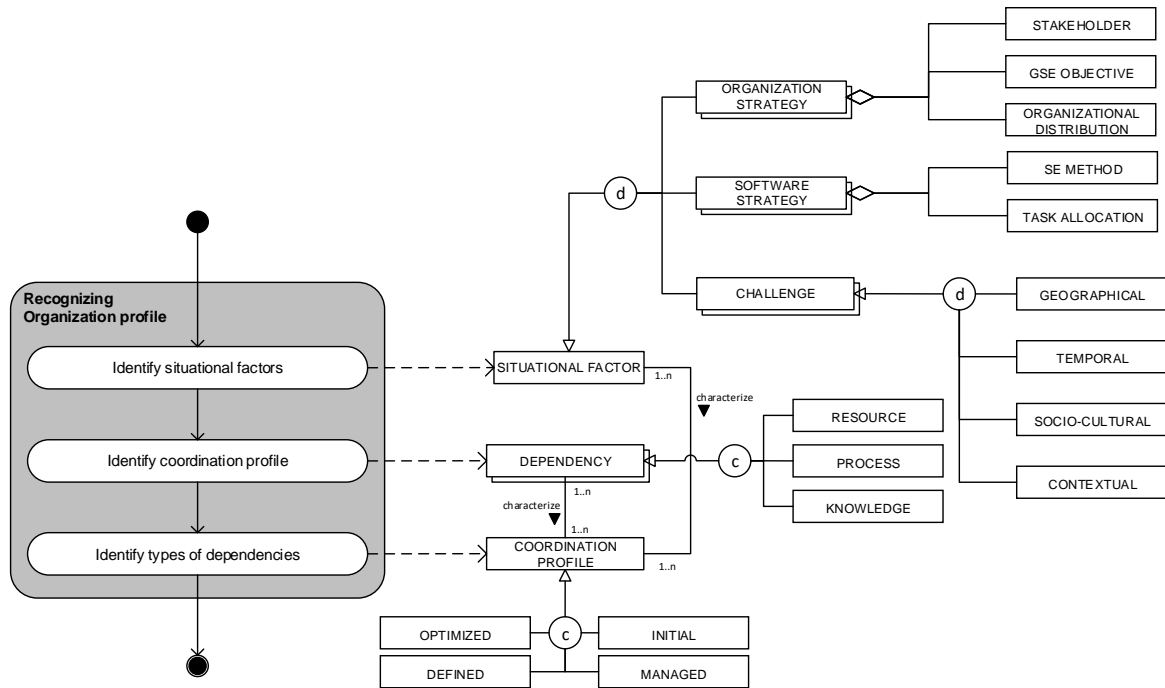 STAKEHOLDER
GSE OBJECTIVE
ORGANIZATION
STRATEGY
ORGANIZATIONAL
DISTRIBUTION
SE METHOD
d
SOFTWARE
STRATEGY
TASK ALLOCATION
Recognizing
Organization profile
CHALLENGE
d
GEOGRAPHICAL
Identify situational factors
SITUATIONAL FACTOR
1..n
TEMPORAL
characterize
RESOURCE
SOCIO-CULTURAL
Identify coordination profile
DEPENDENCY
c
PROCESS
1..n
CONTEXTUAL
characterize
KNOWLEDGE
1..n
Identify types of dependencies
COORDINATION
PROFILE
1..n
OPTIMIZED
c
INITIAL
DEFINED
MANAGED